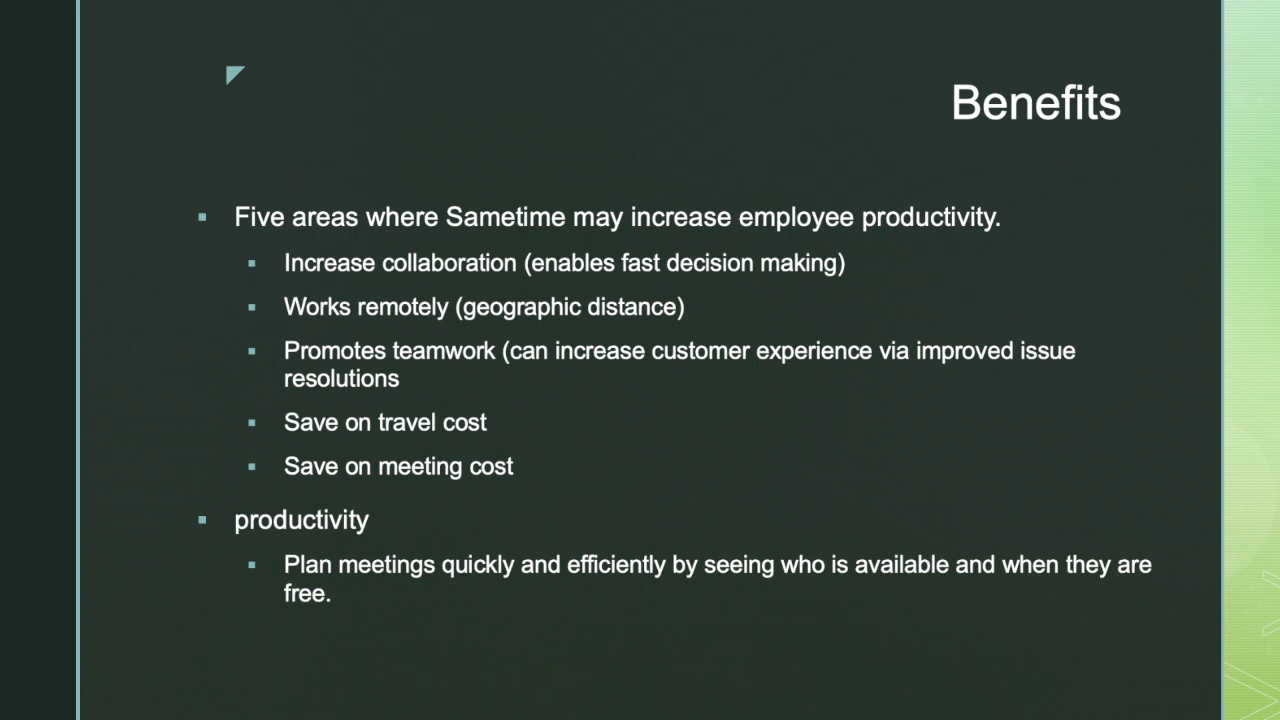 Benefits
Five areas where Sametime may increase employee productivity.
Increase collaboration (enables fast decision making)
Works remotely (geographic distance)
Promotes teamwork (can increase customer experience via improved issue
resolutions
Save on travel cost
Save on meeting cost
productivity
Plan meetings quickly and efficiently by seeing who is available and when they are
free.